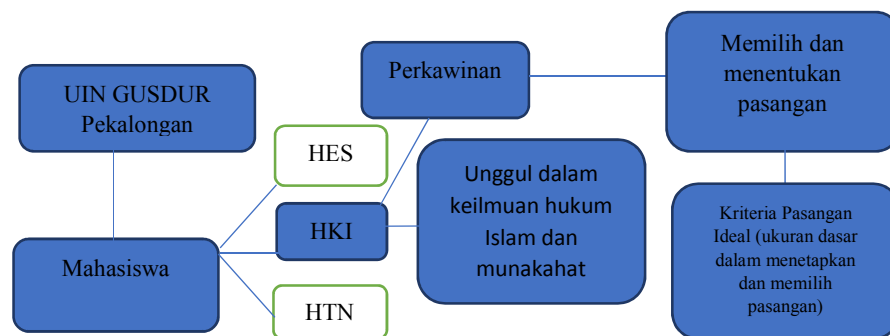 UIN GUSDUR
Pekalongan
Mahasiswa
HES
HKI
HTN
Perkawinan
Unggul dalam
keilmuan hukum
Islam dan
munakahat
Memilih dan
menentukan
pasangan
Kriteria Pasangan
Ideal (ukuran dasar
dalam menetapkan
dan memilih
pasangan)